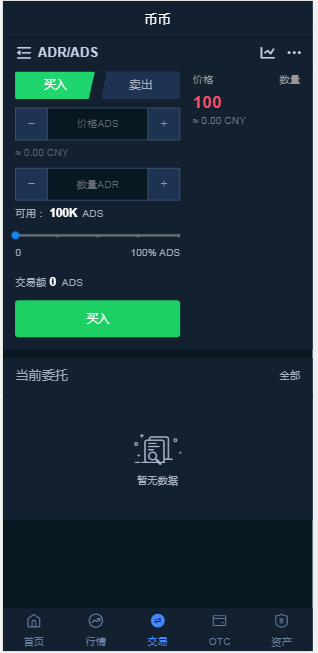 币币
ADR/ADS
买入
卖出
价格
数量
− 价格ADS +
100
≈ 0.00 CNY
≈ 0.00 CNY
− 数量ADR +
可用： 100K ADS
0
100% ADS
交易额 0 ADS
买入
当前委托
全部
暂无数据
首页
行情
交易
OTC
资产